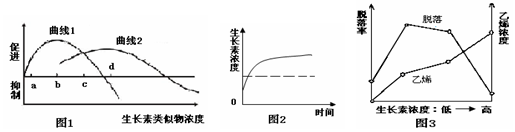 促进
抑制
曲线1
曲线2
a
b
c
d
生长素类似物浓度
图1
生长素浓度
0
时间
图2
脱落率
脱落
乙烯
乙烯浓度
生长素浓度：低 → 高
图3